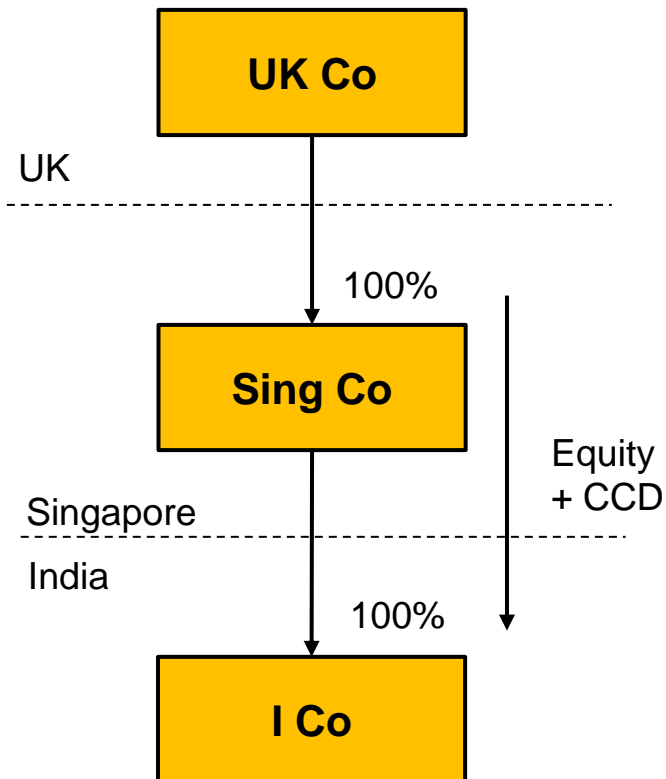 UK Co
UK
100%
Sing Co
Equity
+ CCD
Singapore
India
100%
I Co